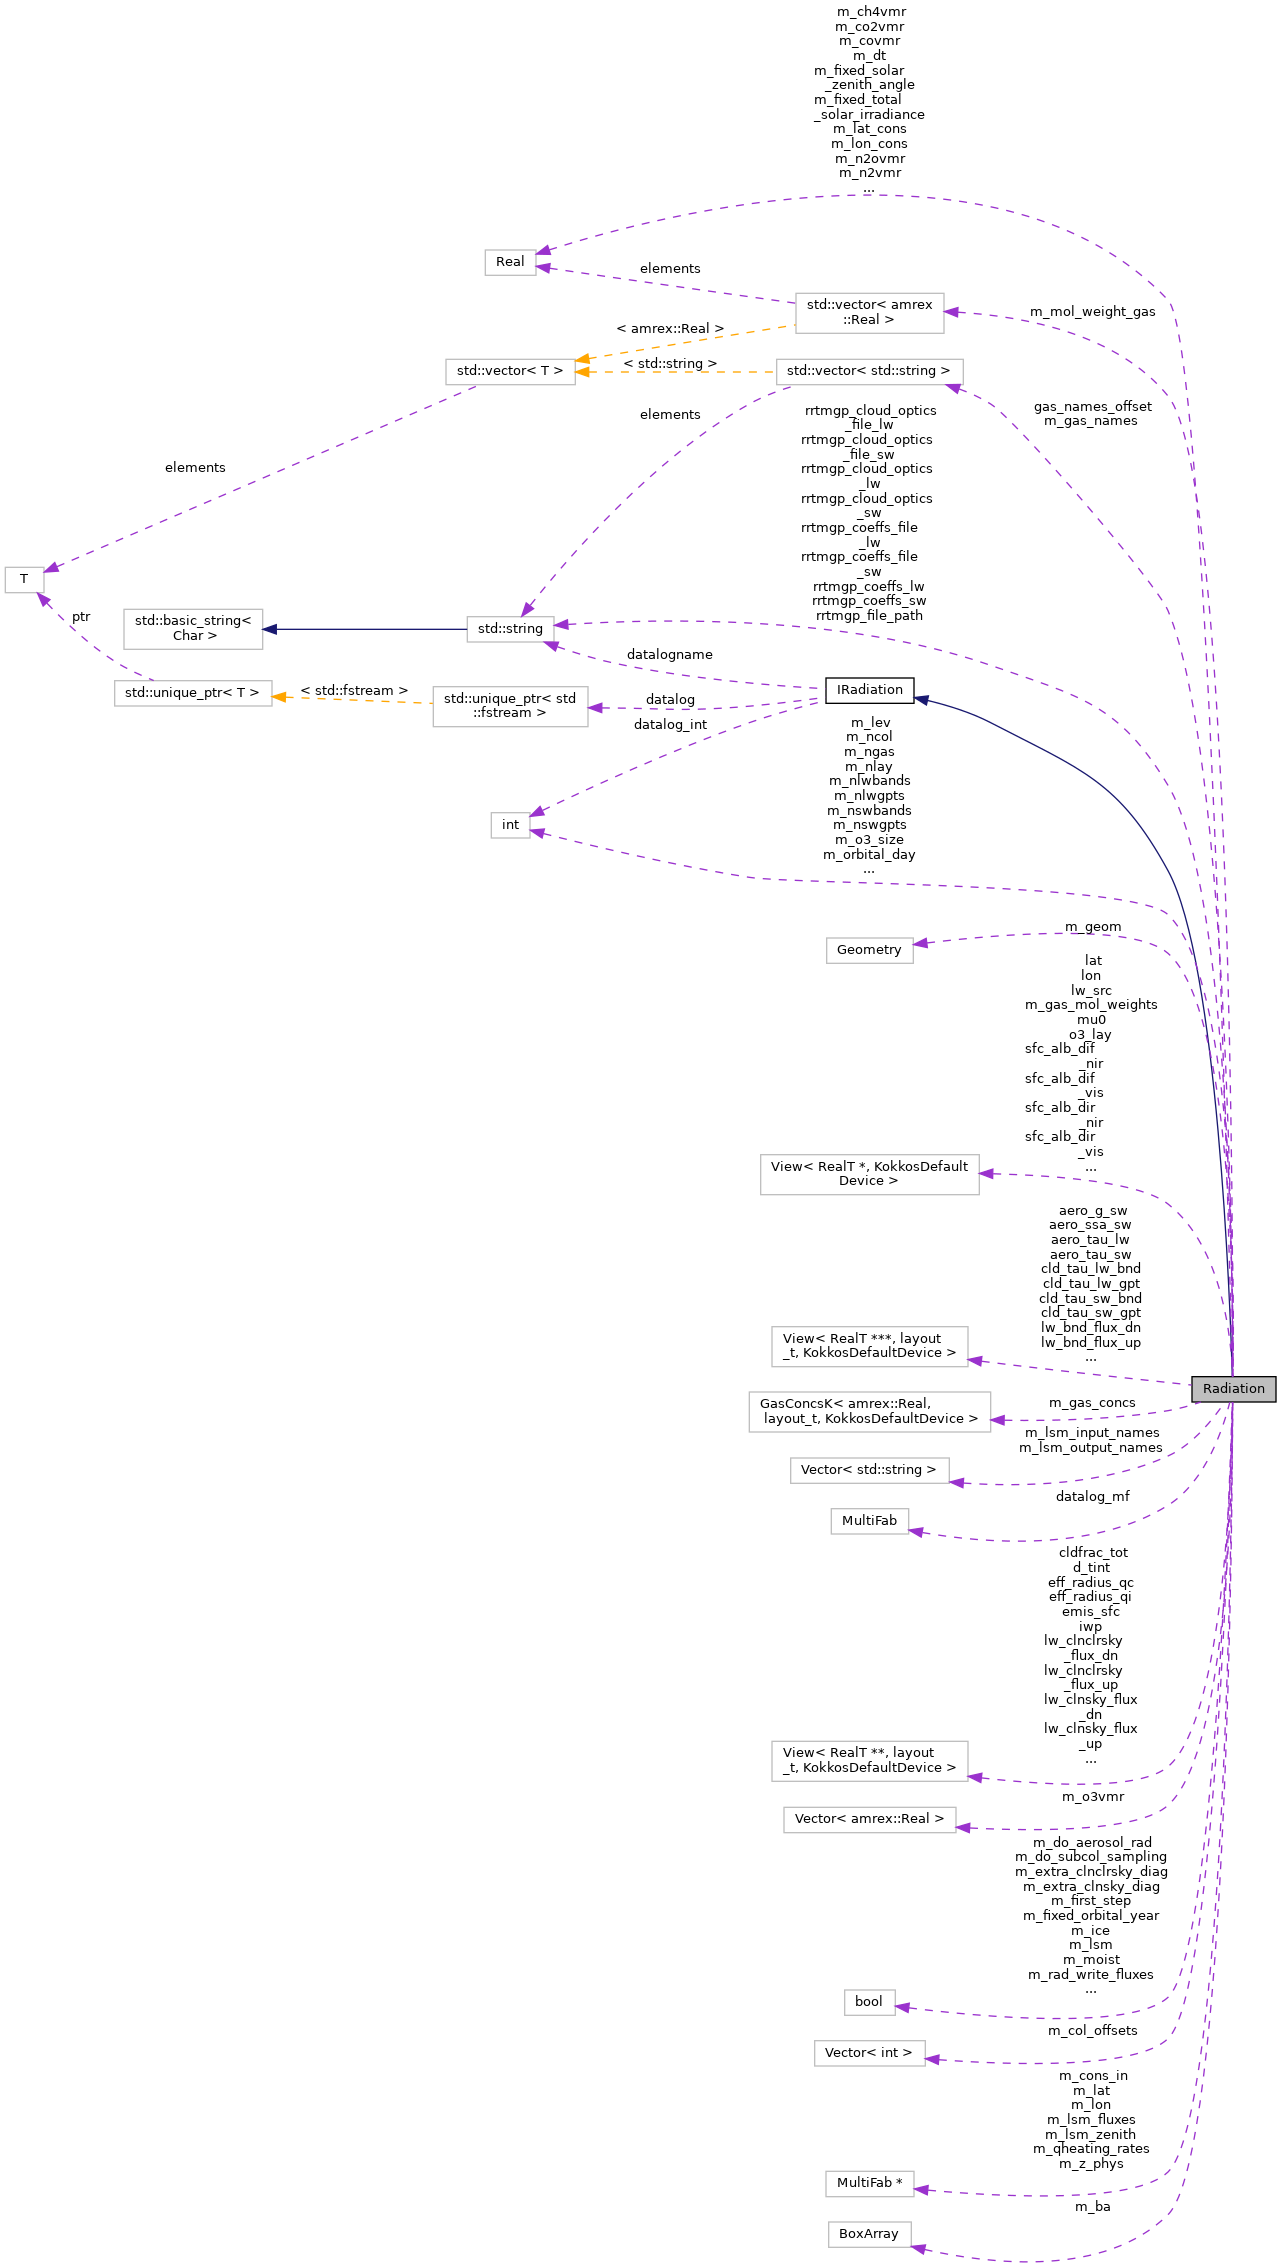 m_ch4vmr
m_co2vmr
m_covmr
m_dt
m_fixed_solar
_zenith_angle
m_fixed_total
_solar_irradiance
m_lat_cons
m_lon_cons
m_n2ovmr
m_n2vmr
...
Real
elements
std::vector< amrex
::Real >
m_mol_weight_gas
< amrex::Real >
std::vector< T >
< std::string >
std::vector< std::string >
elements
gas_names_offset
m_gas_names
rrtmgp_cloud_optics
_file_lw
rrtmgp_cloud_optics
_file_sw
rrtmgp_cloud_optics
_lw
rrtmgp_cloud_optics
_sw
rrtmgp_coeffs_file
_lw
rrtmgp_coeffs_file
_sw
rrtmgp_coeffs_lw
rrtmgp_coeffs_sw
rrtmgp_file_path
elements
T
ptr
std::basic_string<
Char >
std::string
datalogname
std::unique_ptr< T >
< std::fstream >
std::unique_ptr< std
::fstream >
datalog
IRadiation
datalog_int
m_lev
m_ncol
m_ngas
m_nlay
m_nlwbands
m_nlwgpts
m_nswbands
m_nswgpts
m_o3_size
m_orbital_day
...
int
m_geom
Geometry
lat
lon
lw_src
m_gas_mol_weights
mu0
o3_lay
sfc_alb_dif
_nir
sfc_alb_dif
_vis
sfc_alb_dir
_nir
sfc_alb_dir
_vis
...
View< RealT *, KokkosDefault
Device >
aero_g_sw
aero_ssa_sw
aero_tau_lw
aero_tau_sw
cld_tau_lw_bnd
cld_tau_lw_gpt
cld_tau_sw_bnd
cld_tau_sw_gpt
lw_bnd_flux_dn
lw_bnd_flux_up
...
View< RealT ***, layout
_t, KokkosDefaultDevice >
Radiation
GasConcsK< amrex::Real,
layout_t, KokkosDefaultDevice >
m_gas_concs
m_lsm_input_names
m_lsm_output_names
Vector< std::string >
datalog_mf
MultiFab
cldfrac_tot
d_tint
eff_radius_qc
eff_radius_qi
emis_sfc
iwp
lw_clnclrsky
_flux_dn
lw_clnclrsky
_flux_up
lw_clnsky_flux
_dn
lw_clnsky_flux
_up
...
View< RealT **, layout
_t, KokkosDefaultDevice >
m_o3vmr
Vector< amrex::Real >
m_do_aerosol_rad
m_do_subcol_sampling
m_extra_clnclrsky_diag
m_extra_clnsky_diag
m_first_step
m_fixed_orbital_year
m_ice
m_lsm
m_moist
m_rad_write_fluxes
...
bool
m_col_offsets
Vector< int >
m_cons_in
m_lat
m_lon
m_lsm_fluxes
m_lsm_zenith
m_qheating_rates
m_z_phys
MultiFab *
m_ba
BoxArray